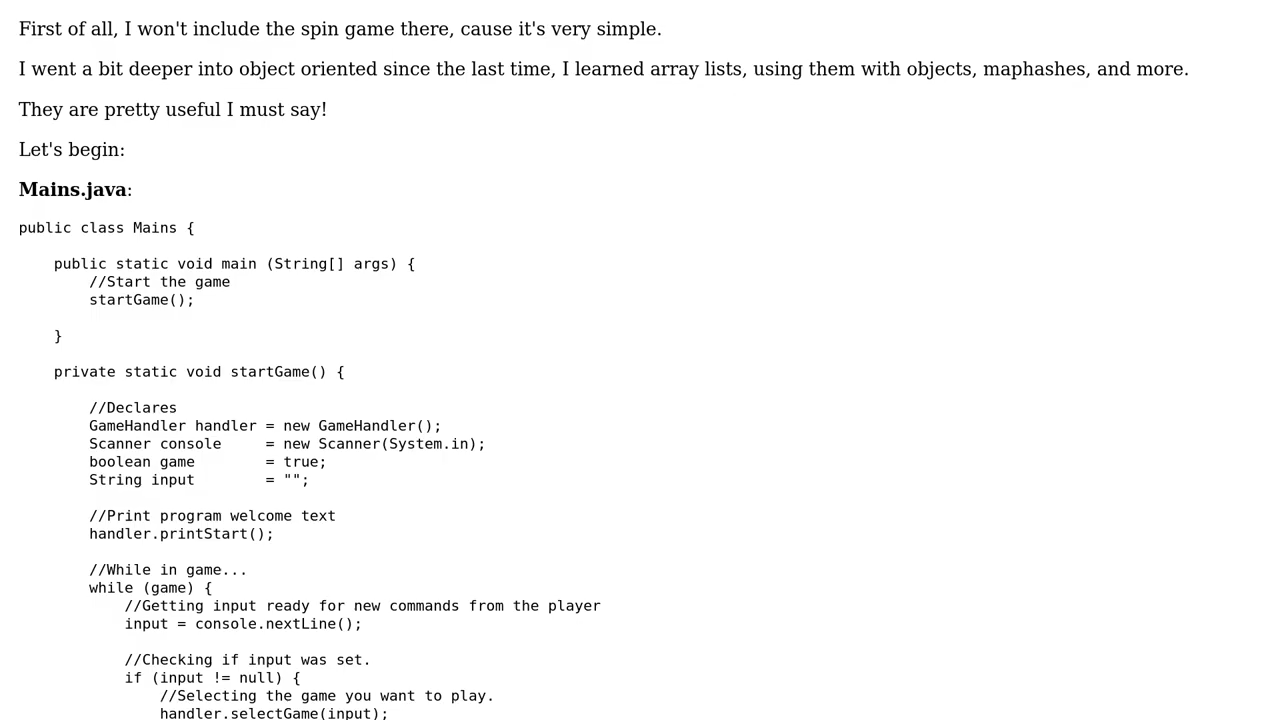 First of all, I won't include the spin game there, cause it's very simple.
I went a bit deeper into object oriented since the last time, I learned array lists, using them with objects, maphashes, and more.
They are pretty useful I must say!
Let's begin:
Mains.java:
public class Mains {
    public static void main (String[] args) {
        //Start the game
        startGame();
    }
    private static void startGame() {
        //Declares
        GameHandler handler = new GameHandler();
        Scanner console     = new Scanner(System.in);
        boolean game        = true;
        String input        = "";
        //Print program welcome text
        handler.printStart();
        //While in game...
        while (game) {
            //Getting input ready for new commands from the player
            input = console.nextLine();
            //Checking if input was set.
            if (input != null) {
                //Selecting the game you want to play.
                handler.selectGame(input);